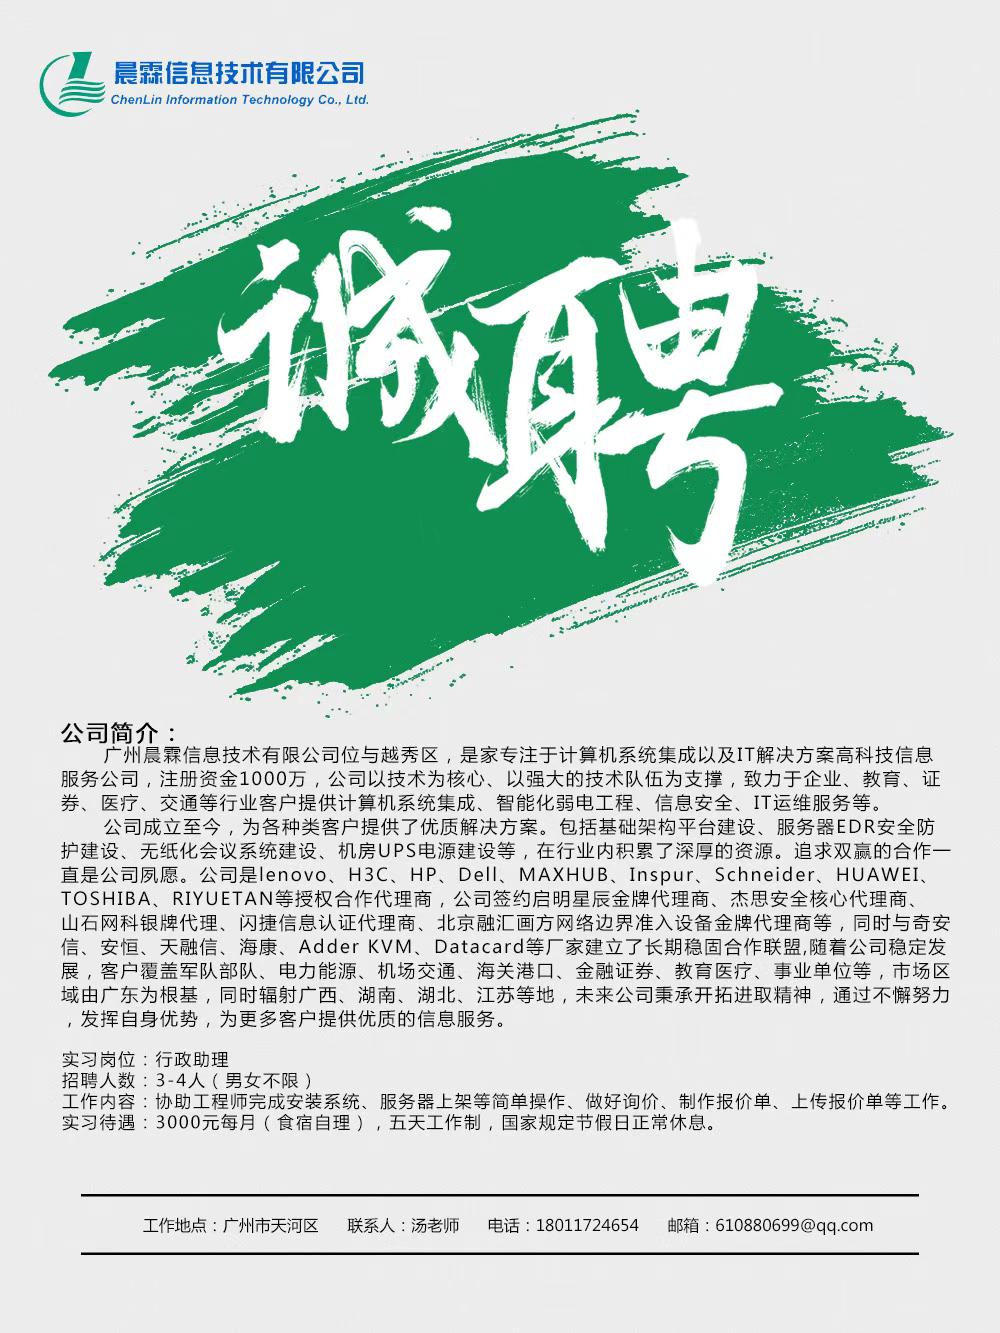 晨霖信息技术有限公司
ChenLin Information Technology Co., Ltd.
诚聘
公司简介：
广州晨霖信息技术有限公司位与越秀区，是家专注于计算机系统集成以及IT解决方案高科技信息
服务公司，注册资金1000万，公司以技术为核心、以强大的技术队伍为支撑，致力于企业、教育、证
券、医疗、交通等行业客户提供计算机系统集成、智能化弱电工程、信息安全、IT运维服务等。
公司成立至今，为各种类客户提供了优质解决方案。包括基础架构平台建设、服务器EDR安全防
护建设、无纸化会议系统建设、机房UPS电源建设等，在行业内积累了深厚的资源。追求双赢的合作一
直是公司夙愿。公司是lenovo、H3C、HP、Dell、MAXHUB、Inspur、Schneider、HUAWEI、
TOSHIBA、RIYUETAN等授权合作代理商，公司签约启明星辰金牌代理商、杰思安全核心代理商、
山石网科银牌代理、闪捷信息认证代理商、北京融汇画方网络边界准入设备金牌代理商等，同时与奇安
信、安恒、天融信、海康、Adder KVM、Datacard等厂家建立了长期稳固合作联盟,随着公司稳定发
展，客户覆盖军队部队、电力能源、机场交通、海关港口、金融证券、教育医疗、事业单位等，市场区
域由广东为根基，同时辐射广西、湖南、湖北、江苏等地，未来公司秉承开拓进取精神，通过不懈努力
，发挥自身优势，为更多客户提供优质的信息服务。
实习岗位：行政助理
招聘人数：3-4人（男女不限）
工作内容：协助工程师完成安装系统、服务器上架等简单操作、做好询价、制作报价单、上传报价单等工作。
实习待遇：3000元每月（食宿自理），五天工作制，国家规定节假日正常休息。
工作地点：广州市天河区 联系人：汤老师 电话：18011724654 邮箱：610880699@qq.com